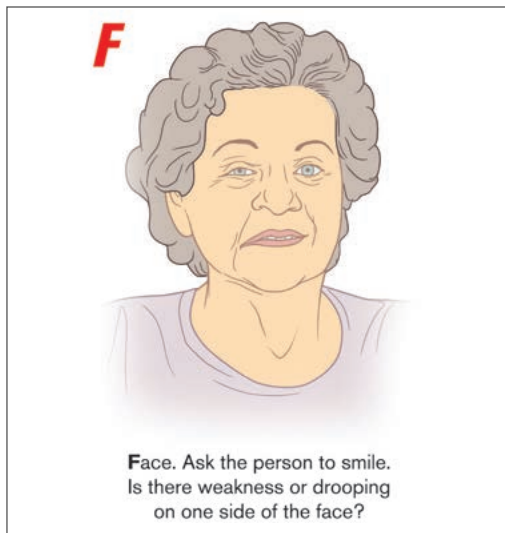 F
Face. Ask the person to smile.
Is there weakness or drooping
on one side of the face?